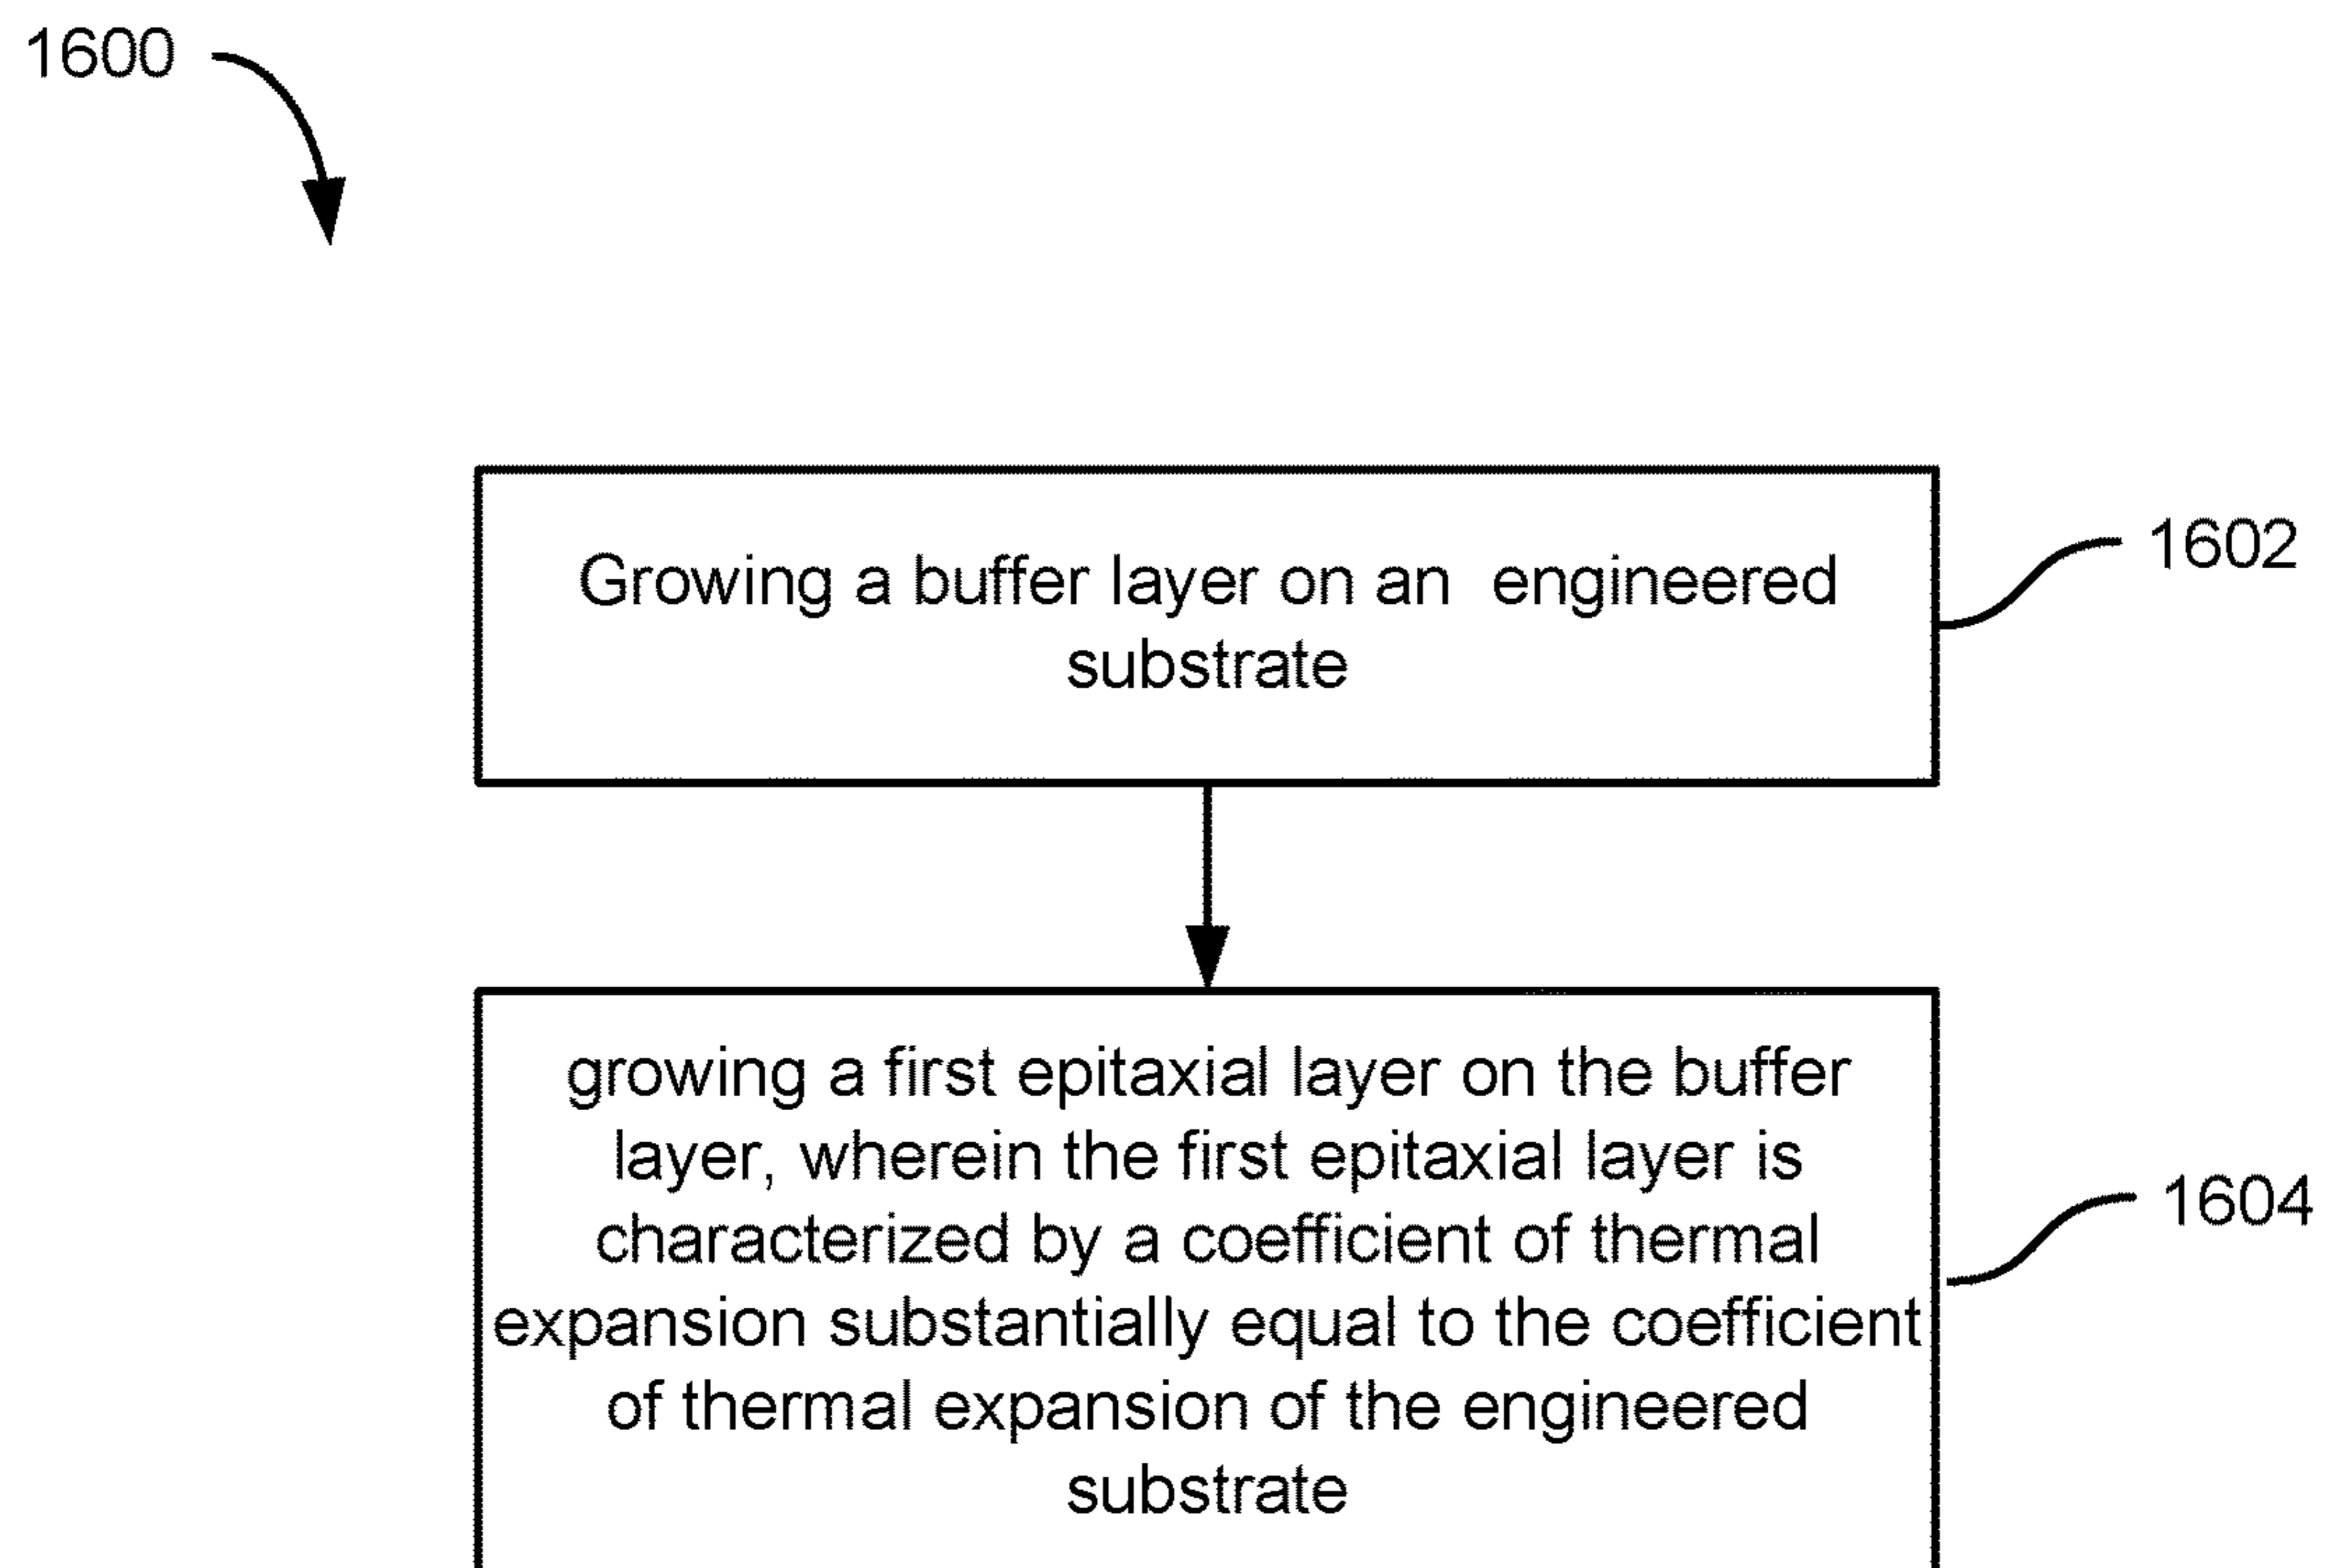 1600
Growing a buffer layer on an engineered
substrate
1602
growing a first epitaxial layer on the buffer
layer, wherein the first epitaxial layer is
characterized by a coefficient of thermal
expansion substantially equal to the coefficient
of thermal expansion of the engineered
substrate
1604